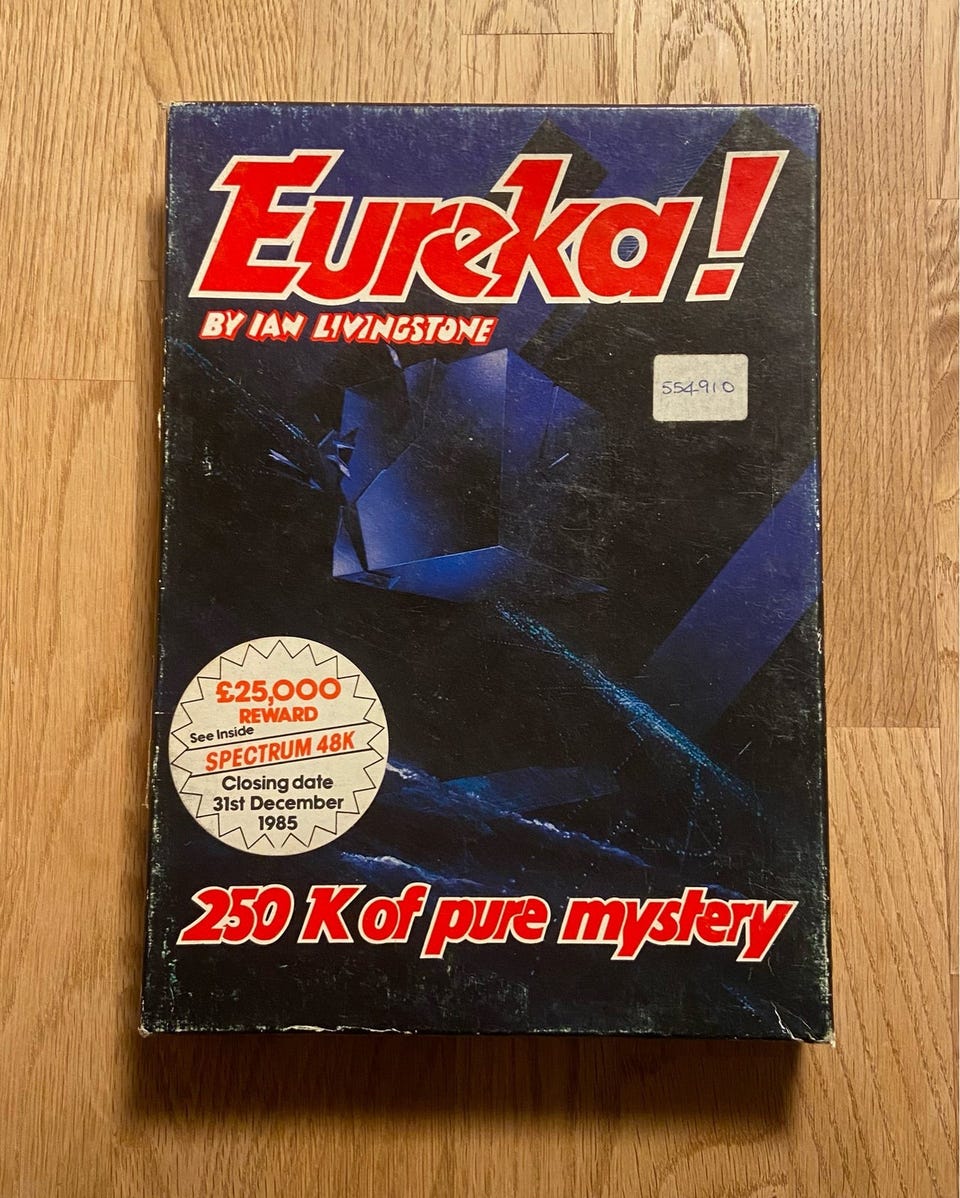 Eureka!
BY IAN LIVINGSTONE
554910
£25,000
REWARD
See Inside
SPECTRUM 48K
Closing date
31st December
1985
250 K of pure mystery